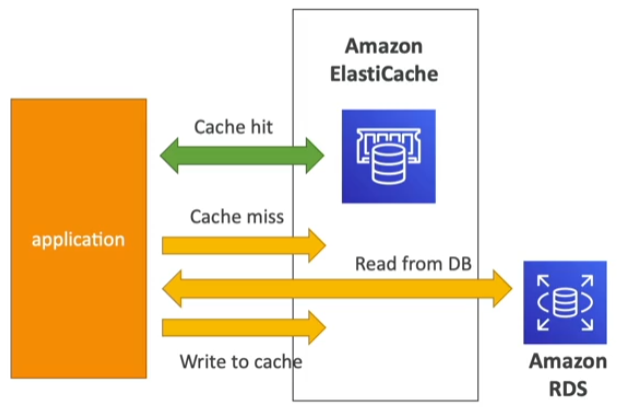 Amazon
ElastiCache
Cache hit
application
Cache miss
Read from DB
Write to cache
Amazon
RDS